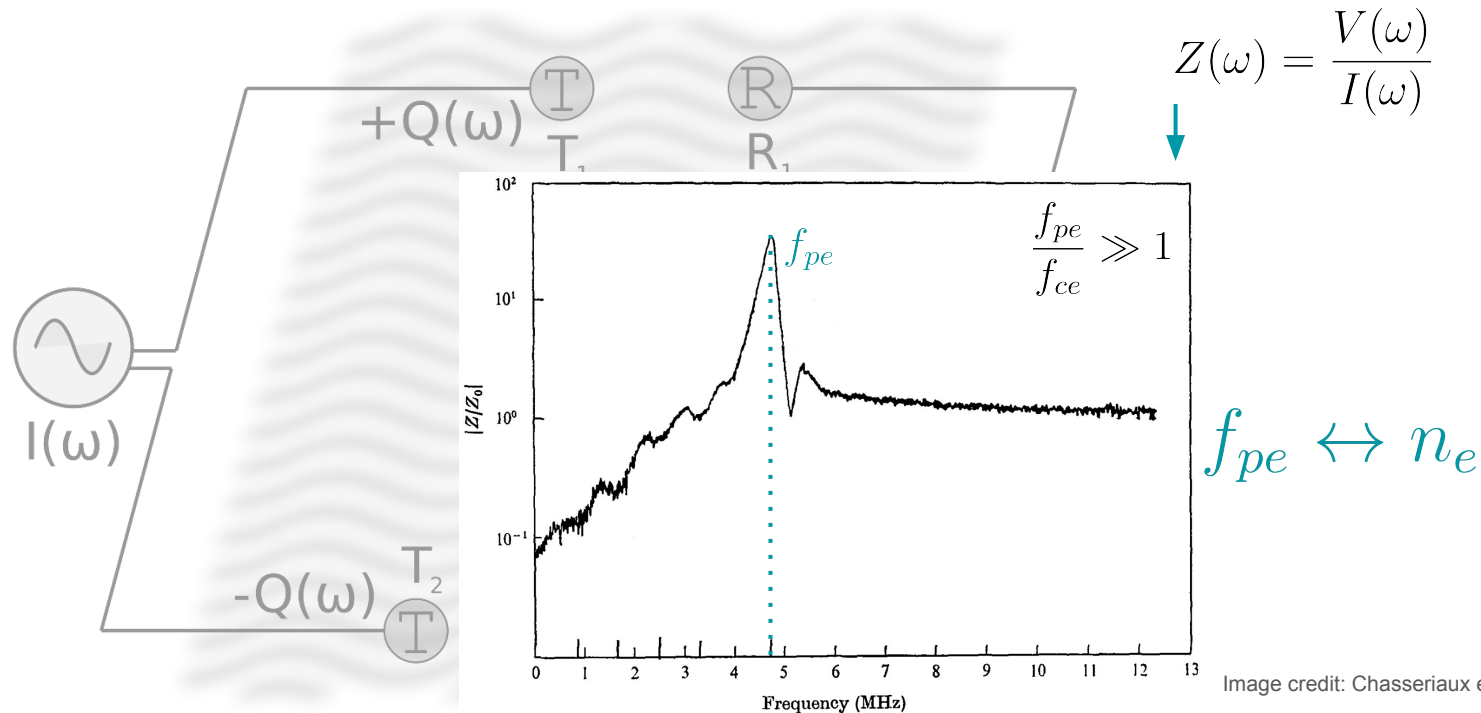 Z(ω) = V(ω) / I(ω)
T R
+Q(ω)
T₁ R₁
10²
f_pe
f_pe / f_ce ≫ 1
10¹
|Z/Z₀|
10⁰
I(ω)
f_pe ↔ n_e
10⁻¹
T₂
-Q(ω)
T
0 1 2 3 4 5 6 7 8 9 10 11 12 13
Frequency (MHz)
Image credit: Chasseriaux e